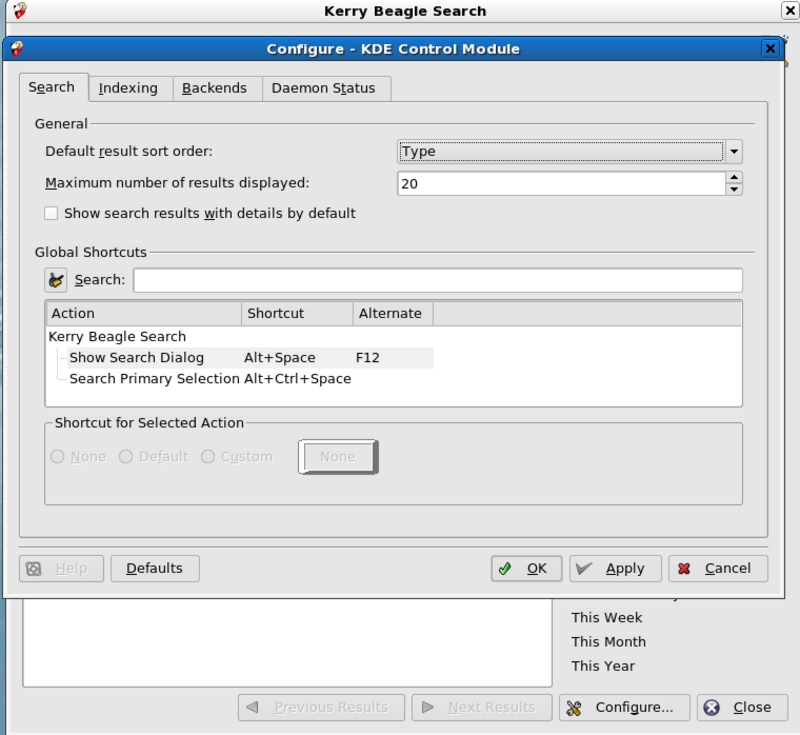 Kerry Beagle Search
Configure - KDE Control Module
Search Indexing Backends Daemon Status
General
Default result sort order: Type
Maximum number of results displayed: 20
Show search results with details by default
Global Shortcuts
Search:
Action Shortcut Alternate
Kerry Beagle Search
Show Search Dialog Alt+Space F12
Search Primary Selection Alt+Ctrl+Space
Shortcut for Selected Action
None Default Custom None
Help Defaults OK Apply Cancel
This Week
This Month
This Year
Previous Results Next Results Configure... Close